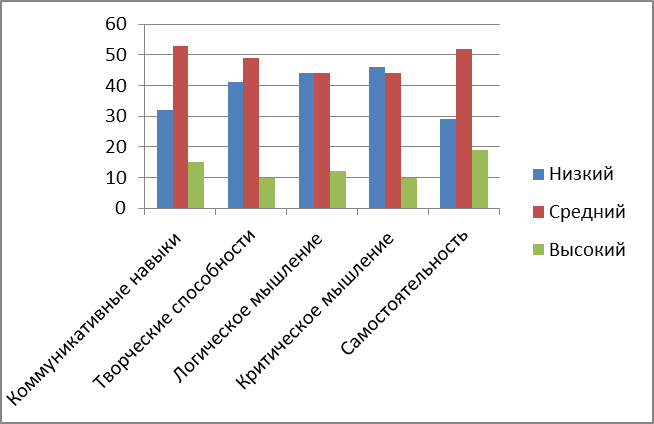 60
50
40
30
20
10
0
Коммуникативные навыки
Творческие способности
Логическое мышление
Критическое мышление
Самостоятельность
Низкий
Средний
Высокий